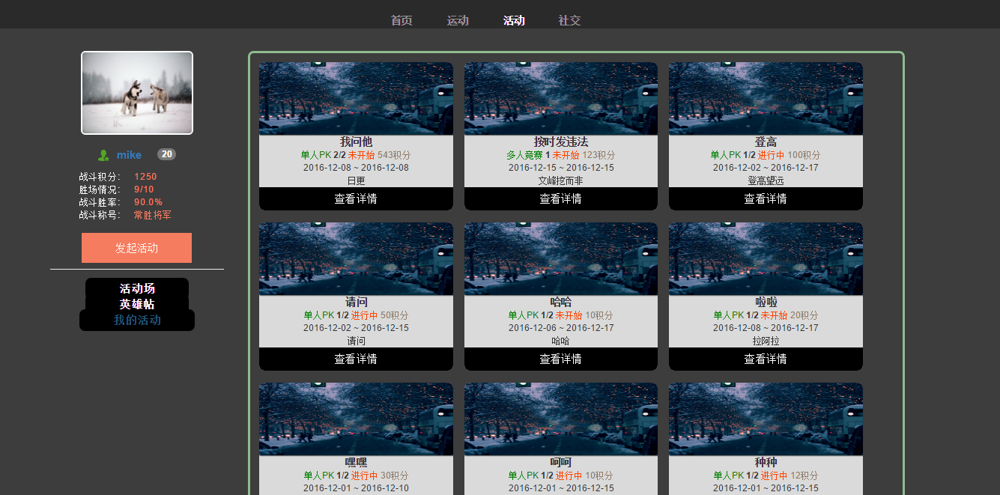 首页 运动 活动 社交
mike 20
战斗积分： 1250
胜场情况： 9/10
战斗胜率： 90.0%
战斗称号： 常胜将军
发起活动
活动场
英雄帖
我的活动
我问他
单人PK 2/2 未开始 543积分
2016-12-08 ~ 2016-12-08
日更
查看详情
按时发违法
多人竞赛 1 未开始 123积分
2016-12-15 ~ 2016-12-15
文峰挖而非
查看详情
登高
单人PK 1/2 进行中 100积分
2016-12-02 ~ 2016-12-17
登高望远
查看详情
请问
单人PK 1/2 进行中 50积分
2016-12-02 ~ 2016-12-15
请问
查看详情
哈哈
单人PK 1/2 未开始 10积分
2016-12-06 ~ 2016-12-17
哈哈
查看详情
啦啦
单人PK 1/2 未开始 20积分
2016-12-08 ~ 2016-12-17
拉阿拉
查看详情
嘿嘿
单人PK 1/2 进行中 30积分
2016-12-01 ~ 2016-12-10
呵呵
单人PK 1/2 进行中 10积分
2016-12-01 ~ 2016-12-15
种种
单人PK 1/2 进行中 12积分
2016-12-01 ~ 2016-12-15